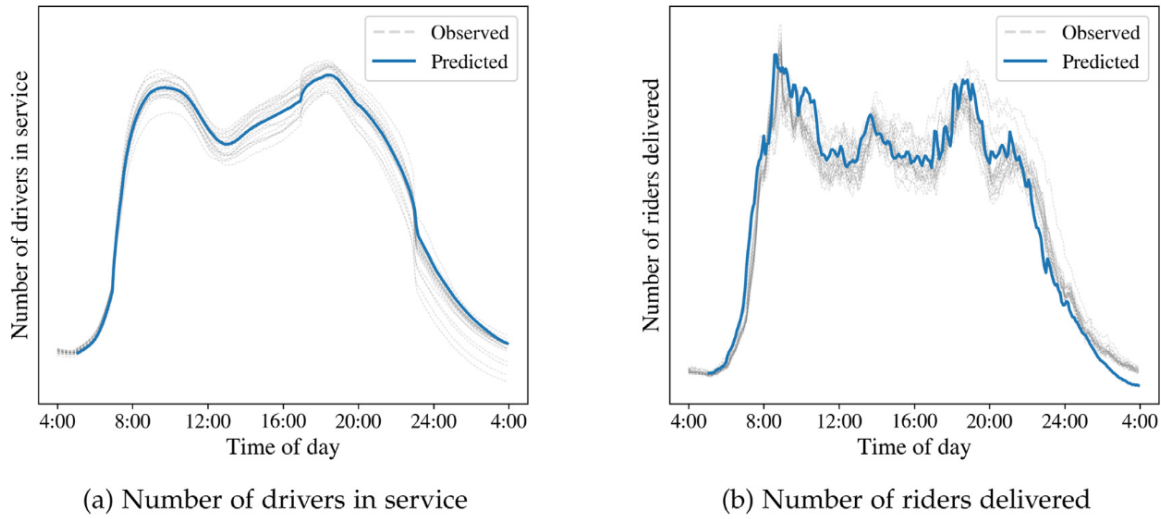 Observed
Predicted
Number of drivers in service
4:00 8:00 12:00 16:00 20:00 24:00 4:00
Time of day
(a) Number of drivers in service
Observed
Predicted
Number of riders delivered
4:00 8:00 12:00 16:00 20:00 24:00 4:00
Time of day
(b) Number of riders delivered